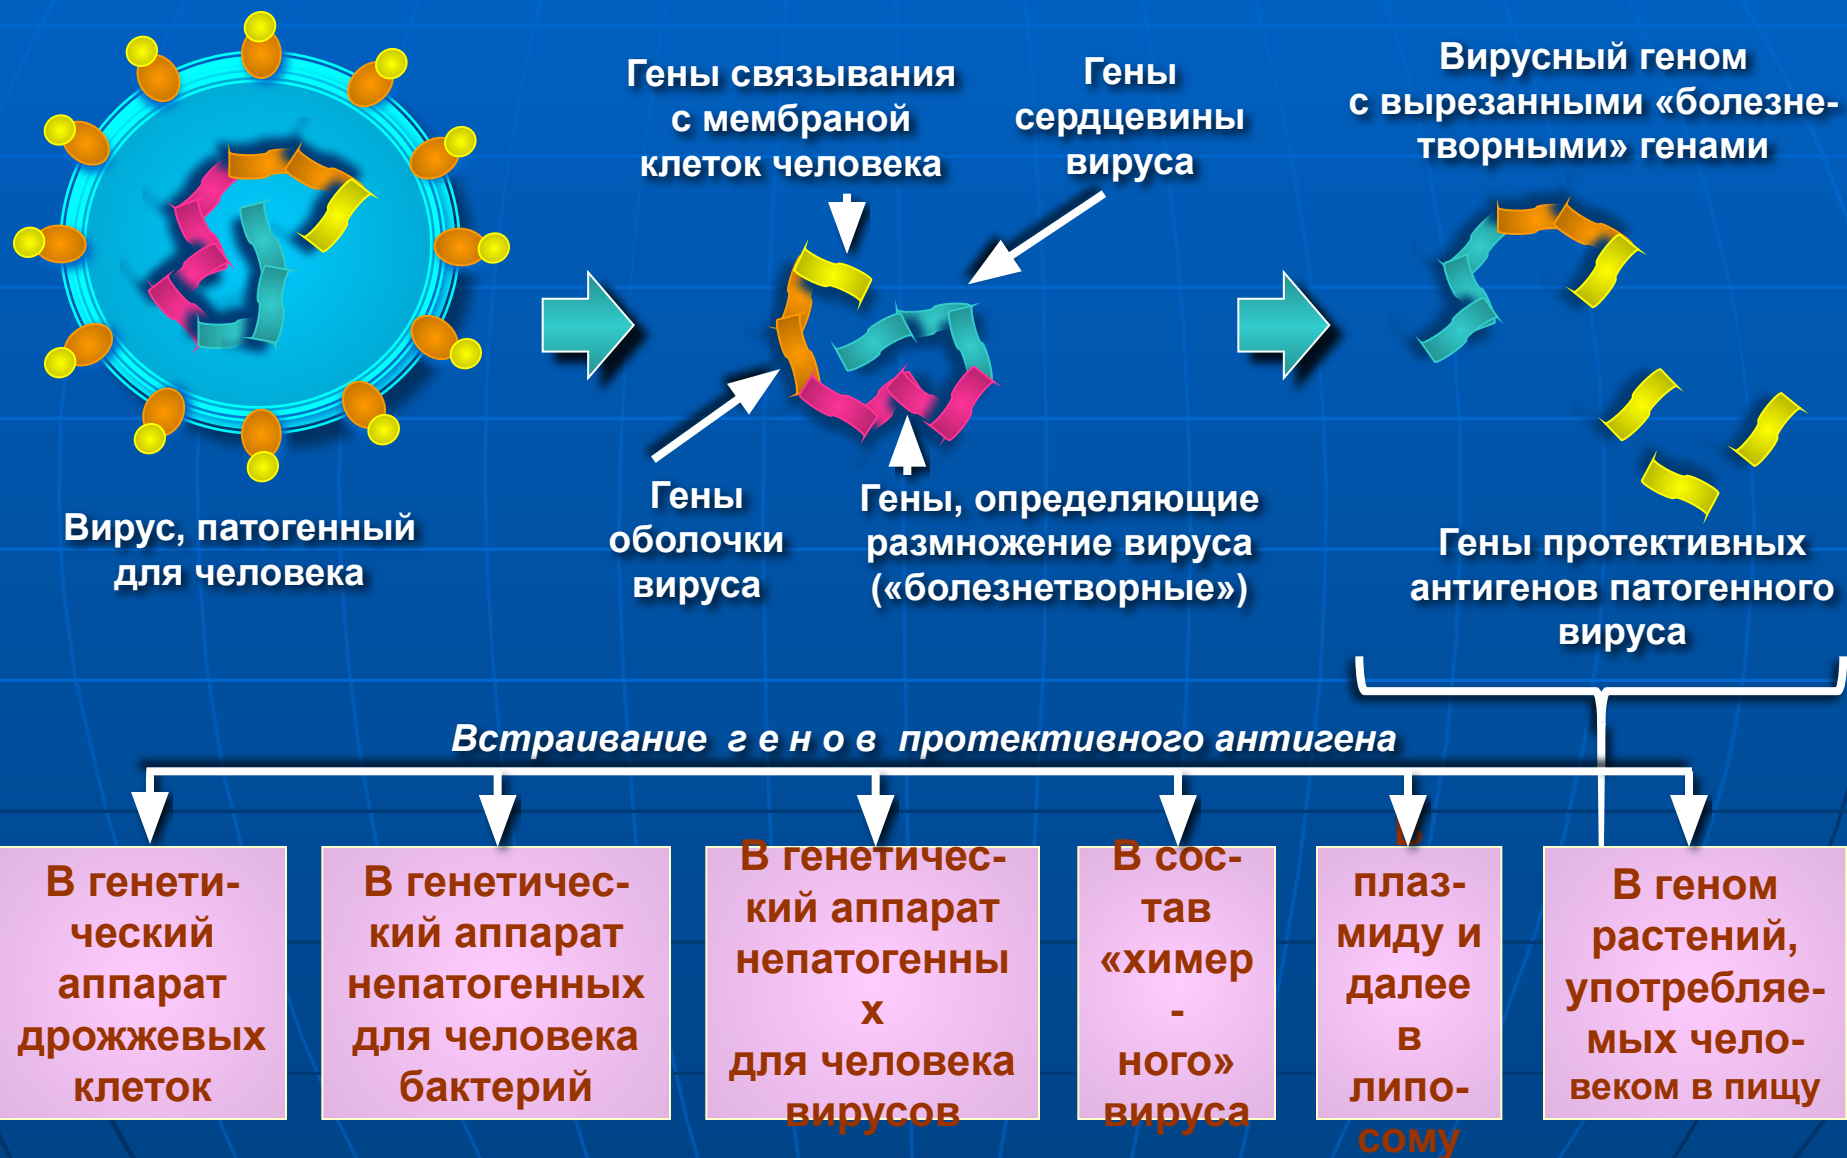 Гены связывания
с мембраной
клеток человека
Гены
сердцевины
вируса
Вирусный геном
с вырезанными «болезне-
творными» генами
Вирус, патогенный
для человека
Гены
оболочки
вируса
Гены, определяющие
размножение вируса
(«болезнетворные»)
Гены протективных
антигенов патогенного
вируса
Встраивание г е н о в протективного антигена
В генети-
ческий
аппарат
дрожжевых
клеток
В генетичес-
кий аппарат
непатогенных
для человека
бактерий
В генетичес-
кий аппарат
непатогенны
х
для человека
вирусов
В сос-
тав
«химер
-
ного»
вируса
В
плаз-
миду и
далее
в
липо-
сому
В геном
растений,
употребляе-
мых чело-
веком в пищу